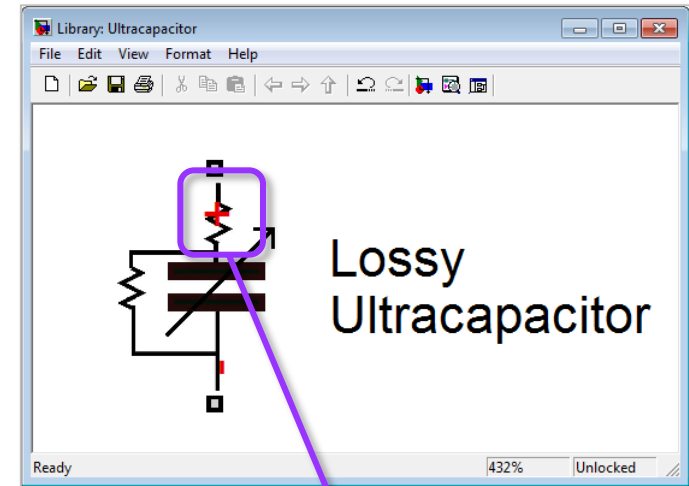 Library: Ultracapacitor
File Edit View Format Help
Lossy
Ultracapacitor
Ready 432% Unlocked